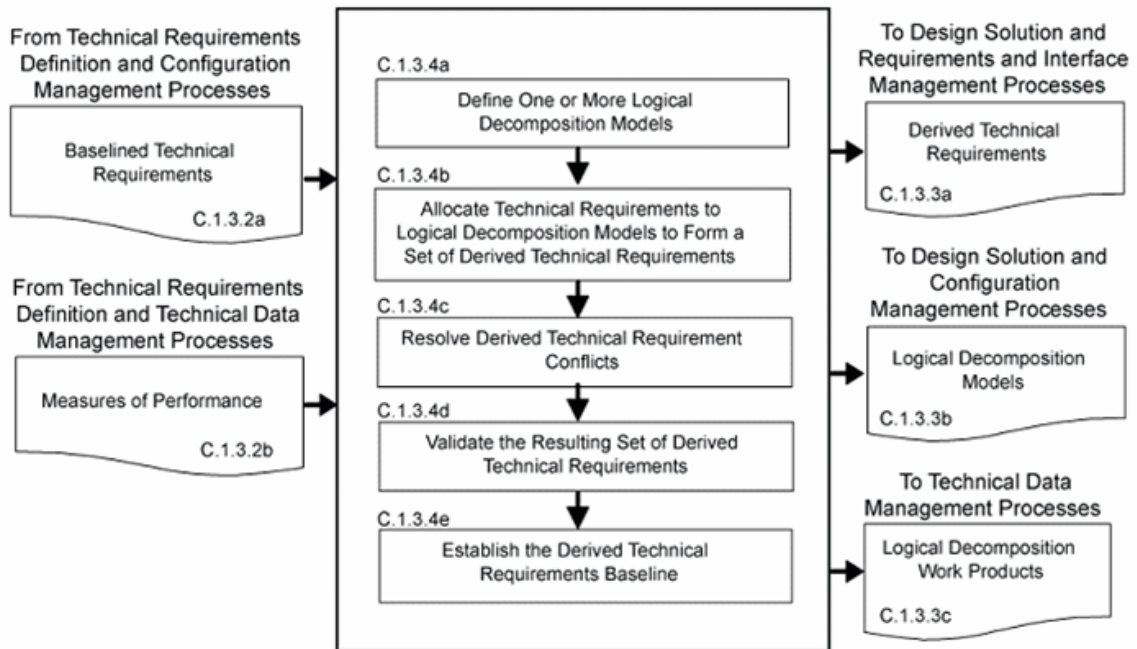 From Technical Requirements
Definition and Configuration
Management Processes
Baselined Technical
Requirements
C.1.3.2a
From Technical Requirements
Definition and Technical Data
Management Processes
Measures of Performance
C.1.3.2b
C.1.3.4a
Define One or More Logical
Decomposition Models
C.1.3.4b
Allocate Technical Requirements to
Logical Decomposition Models to Form a
Set of Derived Technical Requirements
C.1.3.4c
Resolve Derived Technical Requirement
Conflicts
C.1.3.4d
Validate the Resulting Set of Derived
Technical Requirements
C.1.3.4e
Establish the Derived Technical
Requirements Baseline
To Design Solution and
Requirements and Interface
Management Processes
Derived Technical
Requirements
C.1.3.3a
To Design Solution and
Configuration
Management Processes
Logical Decomposition
Models
C.1.3.3b
To Technical Data
Management Processes
Logical Decomposition
Work Products
C.1.3.3c